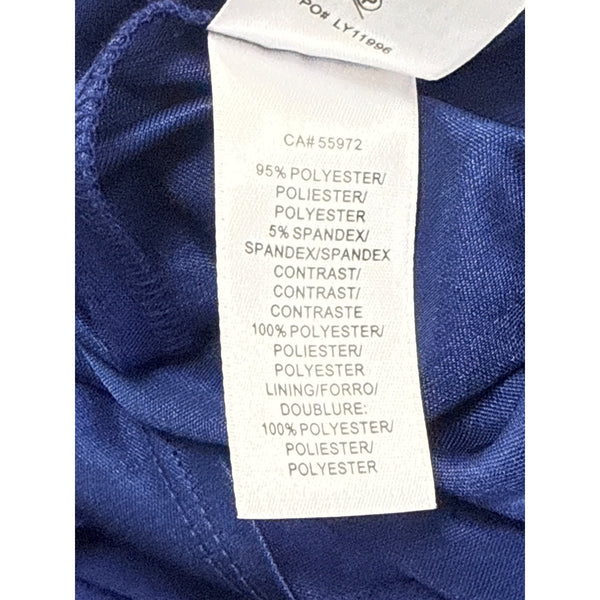 PO# LY11996
CA# 55972
95% POLYESTER/
POLIESTER/
POLYESTER
5% SPANDEX/
SPANDEX/SPANDEX
CONTRAST/
CONTRAST/
CONTRASTE
100% POLYESTER/
POLIESTER/
POLYESTER
LINING/FORRO/
DOUBLURE:
100% POLYESTER/
POLIESTER/
POLYESTER